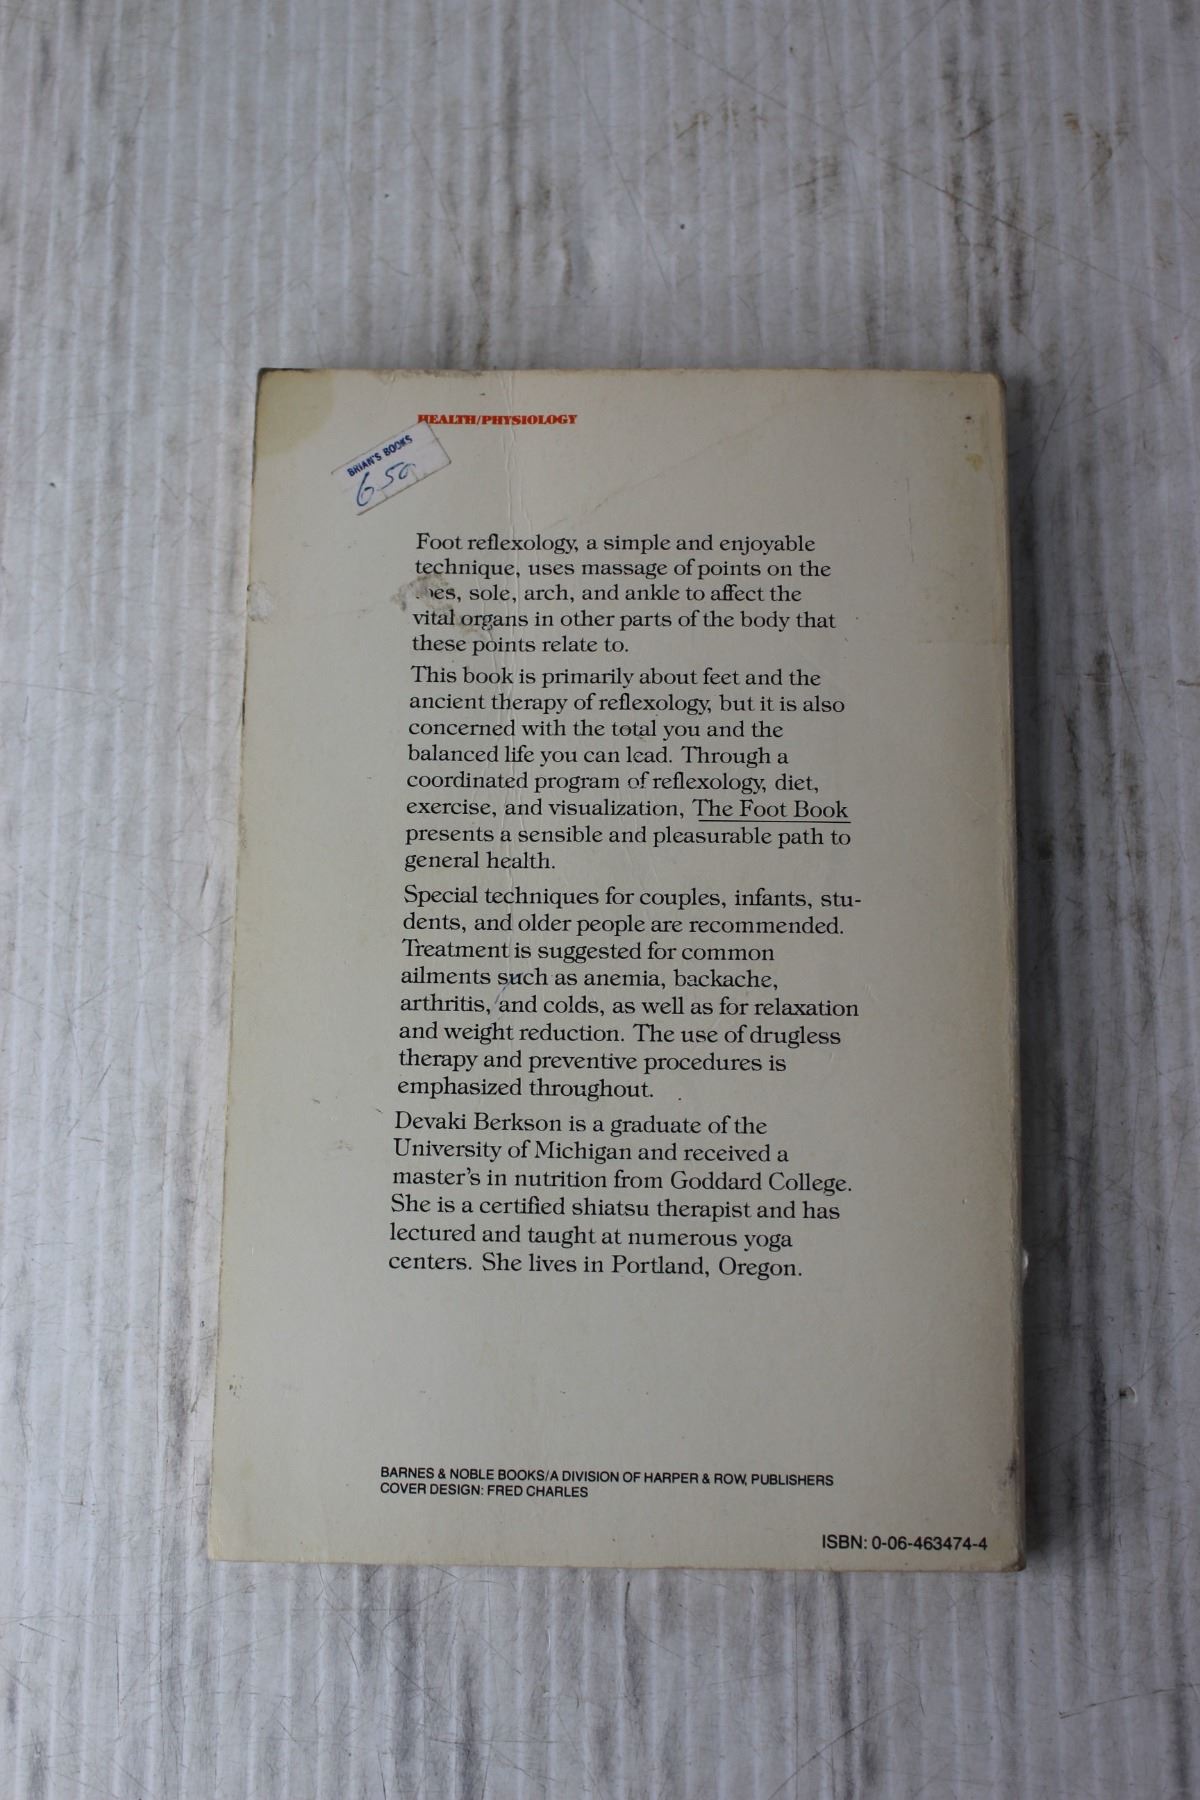 HEALTH/PHYSIOLOGY
BRIAN'S BOOKS
6.50
Foot reflexology, a simple and enjoyable
technique, uses massage of points on the
sole, arch, and ankle to affect the
vital organs in other parts of the body that
these points relate to.
This book is primarily about feet and the
ancient therapy of reflexology, but it is also
concerned with the total you and the
balanced life you can lead. Through a
coordinated program of reflexology, diet,
exercise, and visualization, The Foot Book
presents a sensible and pleasurable path to
general health.
Special techniques for couples, infants, stu-
dents, and older people are recommended.
Treatment is suggested for common
ailments such as anemia, backache,
arthritis, and colds, as well as for relaxation
and weight reduction. The use of drugless
therapy and preventive procedures is
emphasized throughout.
Devaki Berkson is a graduate of the
University of Michigan and received a
master's in nutrition from Goddard College.
She is a certified shiatsu therapist and has
lectured and taught at numerous yoga
centers. She lives in Portland, Oregon.
BARNES & NOBLE BOOKS/A DIVISION OF HARPER & ROW, PUBLISHERS
COVER DESIGN: FRED CHARLES
ISBN: 0-06-463474-4